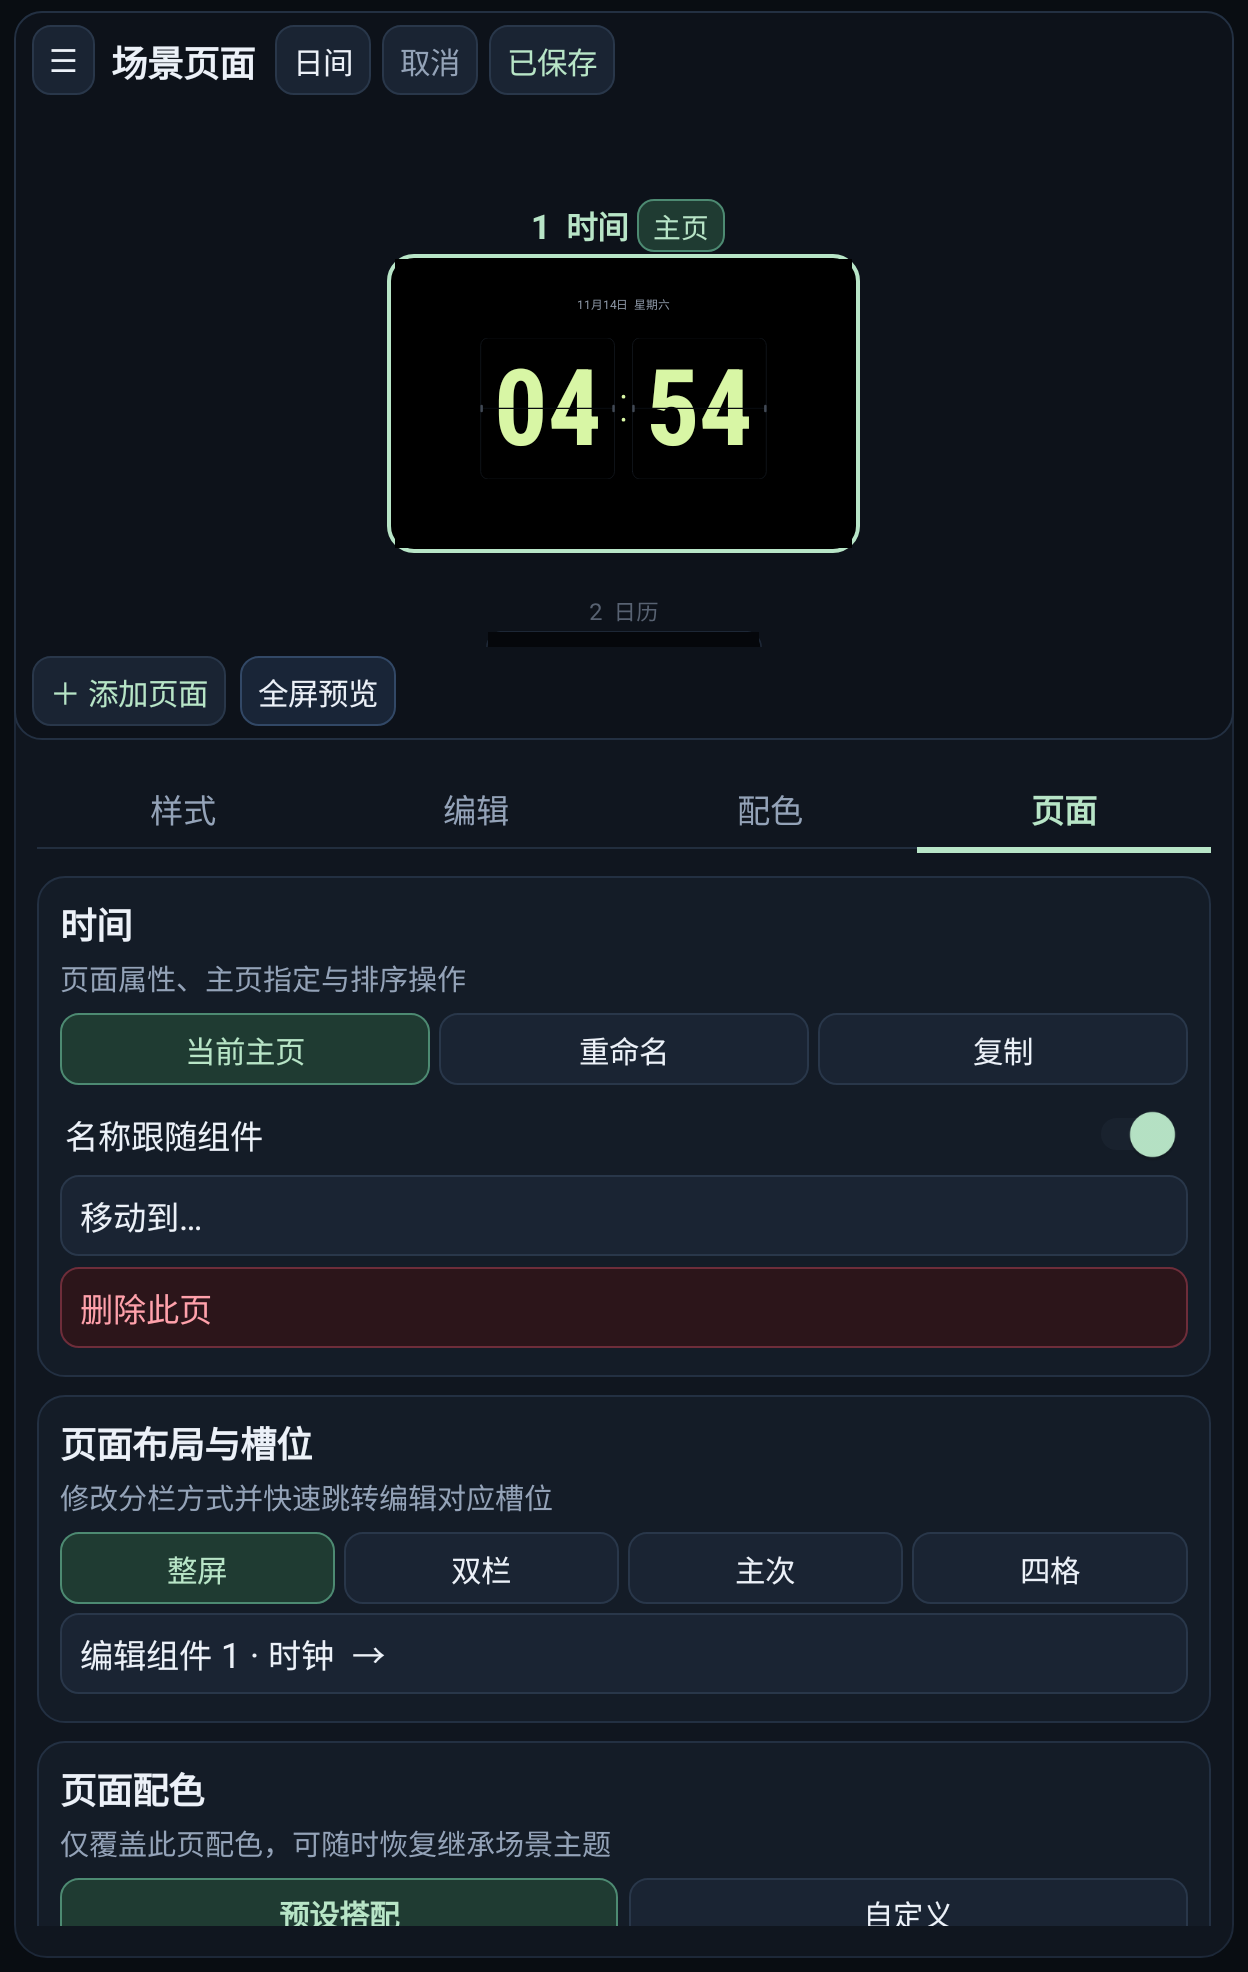 ☰ 场景页面 日间 取消 已保存
1 时间 主页
11月14日 星期六
04:54
2 日历
＋ 添加页面 全屏预览
样式 编辑 配色 页面
时间
页面属性、主页指定与排序操作
当前主页 重命名 复制
名称跟随组件
移动到...
删除此页
页面布局与槽位
修改分栏方式并快速跳转编辑对应槽位
整屏 双栏 主次 四格
编辑组件 1 · 时钟 →
页面配色
仅覆盖此页配色，可随时恢复继承场景主题
预设搭配 自定义